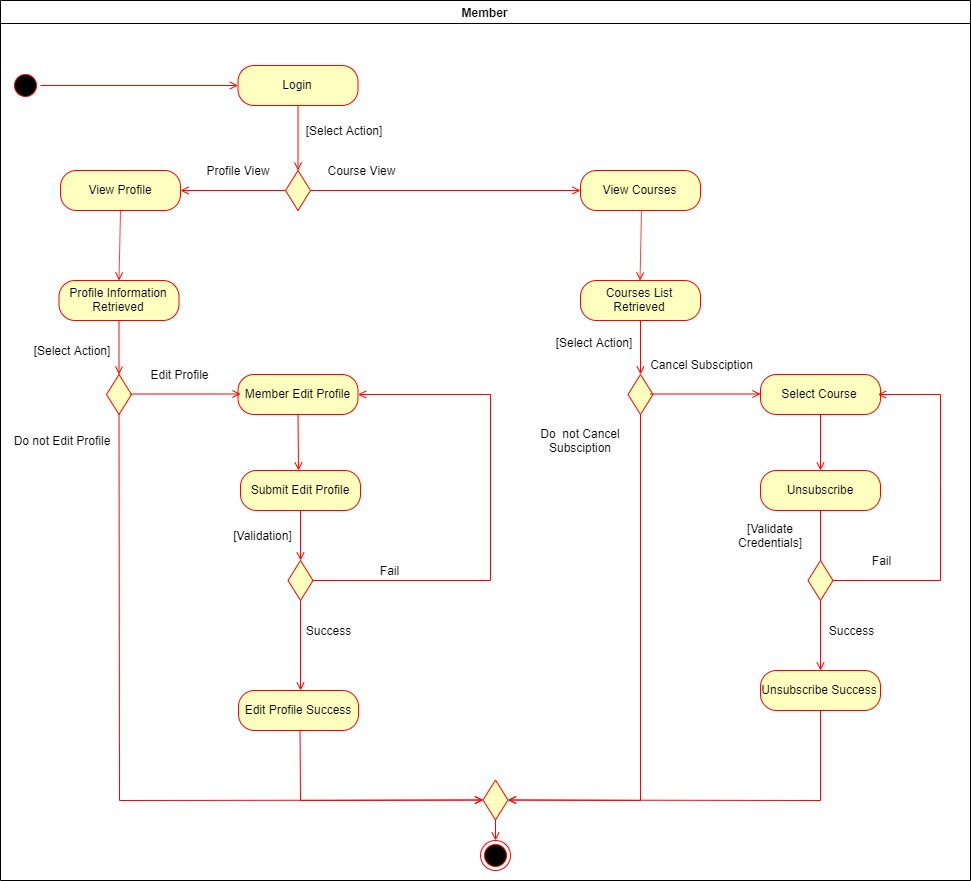 Member
Login
[Select Action]
Profile View
Course View
View Profile
View Courses
Profile Information
Retrieved
Courses List
Retrieved
[Select Action]
[Select Action]
Edit Profile
Cancel Subsciption
Member Edit Profile
Select Course
Do not Edit Profile
Do  not Cancel
Subsciption
Submit Edit Profile
Unsubscribe
[Validation]
[Validate
Credentials]
Fail
Fail
Success
Success
Edit Profile Success
Unsubscribe Success